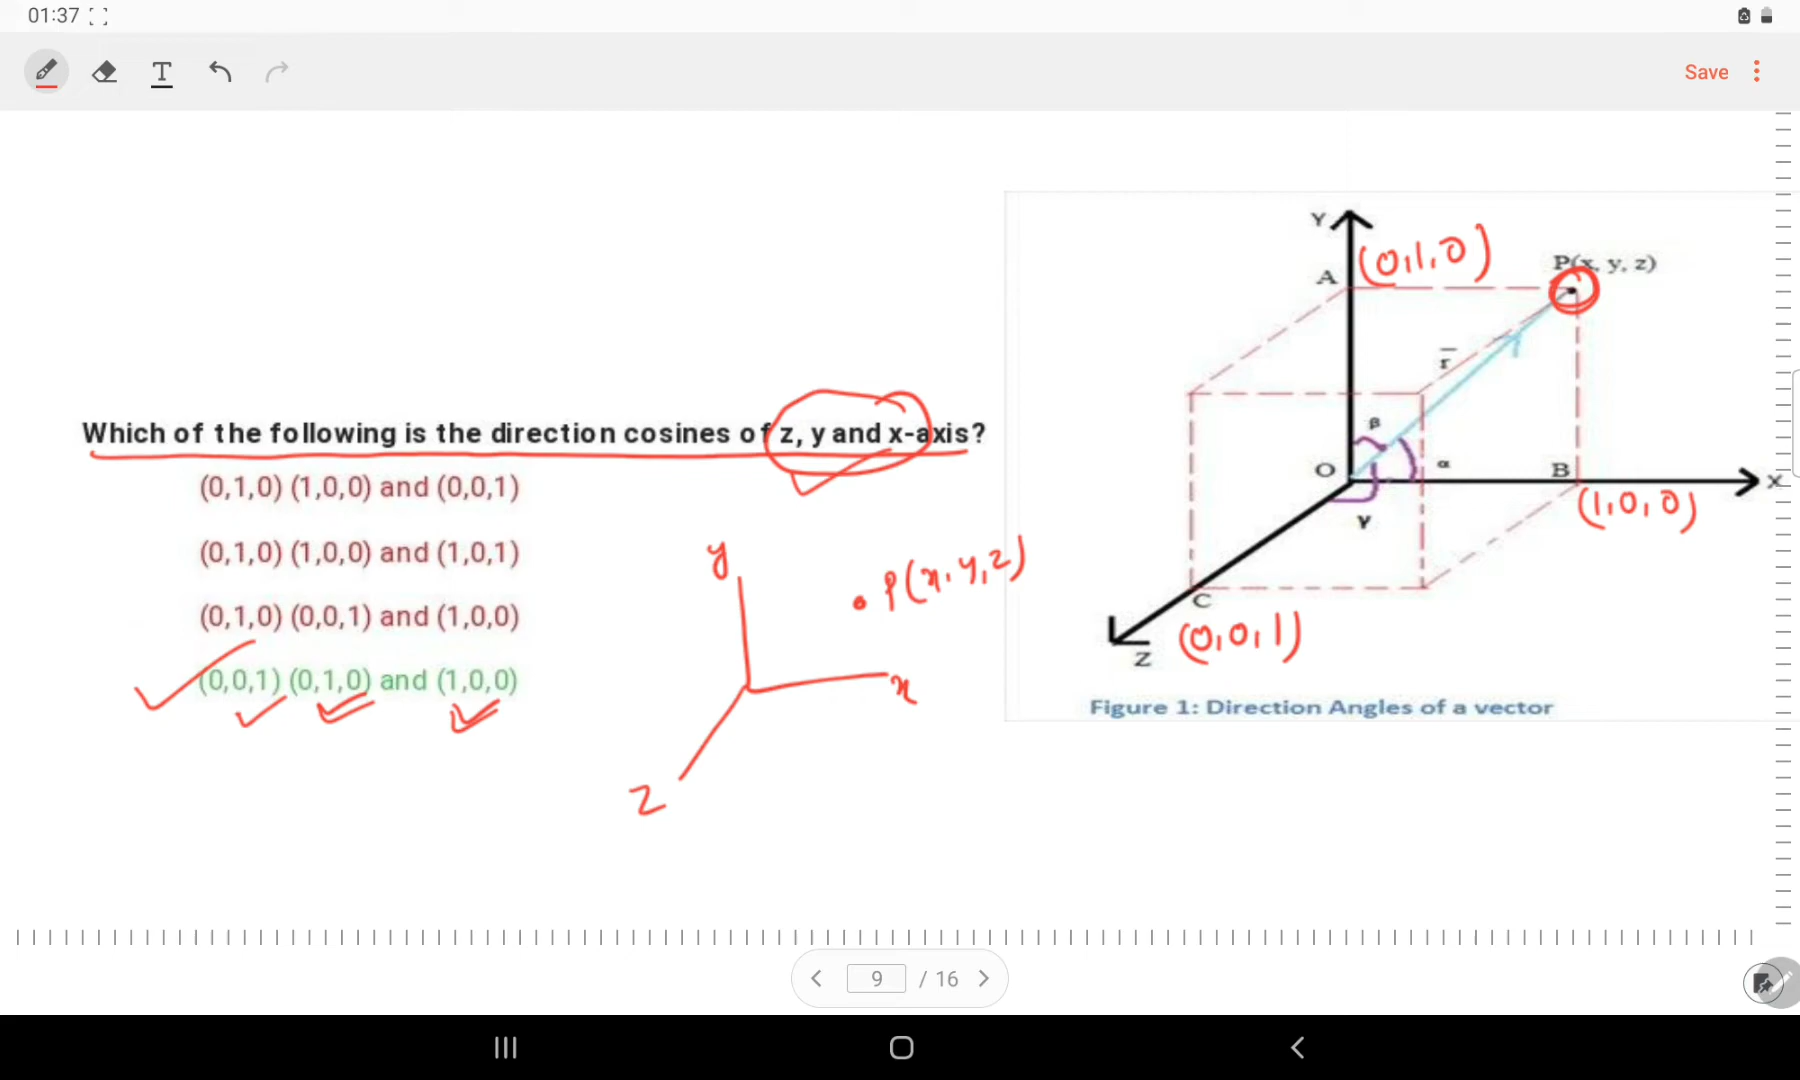 01:37
T
Save
Y
A
(0,1,0)
P(x, y, z)
r
β
O
α
B
X
(1,0,0)
γ
C
Z
(0,0,1)
Figure 1: Direction Angles of a vector
Which of the following is the direction cosines of z, y and x-axis?
(0,1,0) (1,0,0) and (0,0,1)
(0,1,0) (1,0,0) and (1,0,1)
(0,1,0) (0,0,1) and (1,0,0)
(0,0,1) (0,1,0) and (1,0,0)
y
P(x,y,z)
x
z
9 / 16